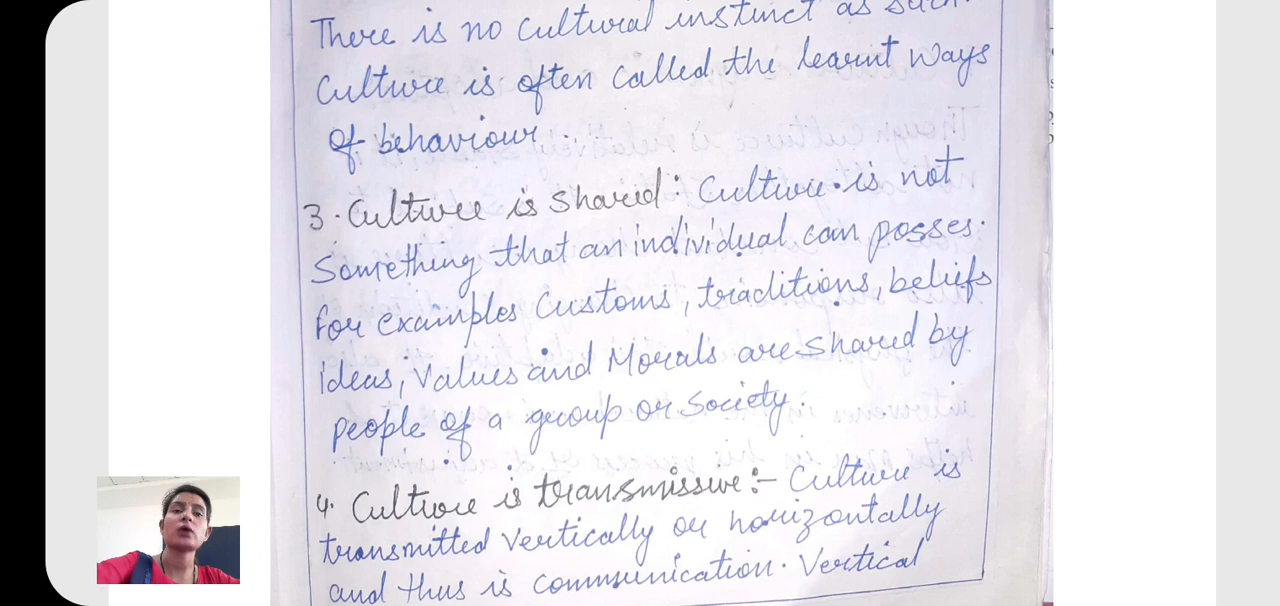 There is no Cultural instinct as such.
Culture is often called the learnt ways
of behaviour
3. Culture is shared: Culture is not
Something that an individual can posses.
for examples Customs, traditions, beliefs
ideas, Values and Morals are shared by
people of a group or Society.
4. Culture is transmissive:- Culture is
transmitted vertically or horizontally
and thus is communication. Vertical